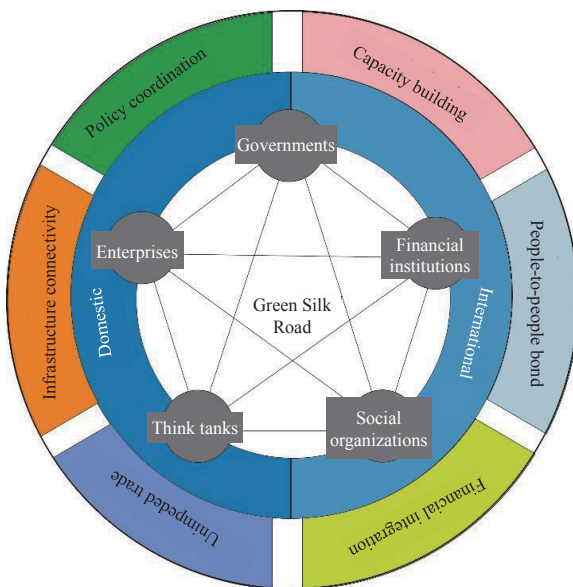 Policy coordination
Capacity building
Governments
Enterprises
Financial
institutions
Infrastructure connectivity
People-to-people bond
Domestic
International
Green Silk
Road
Think tanks
Social
organizations
Unimpeded trade
Financial integration